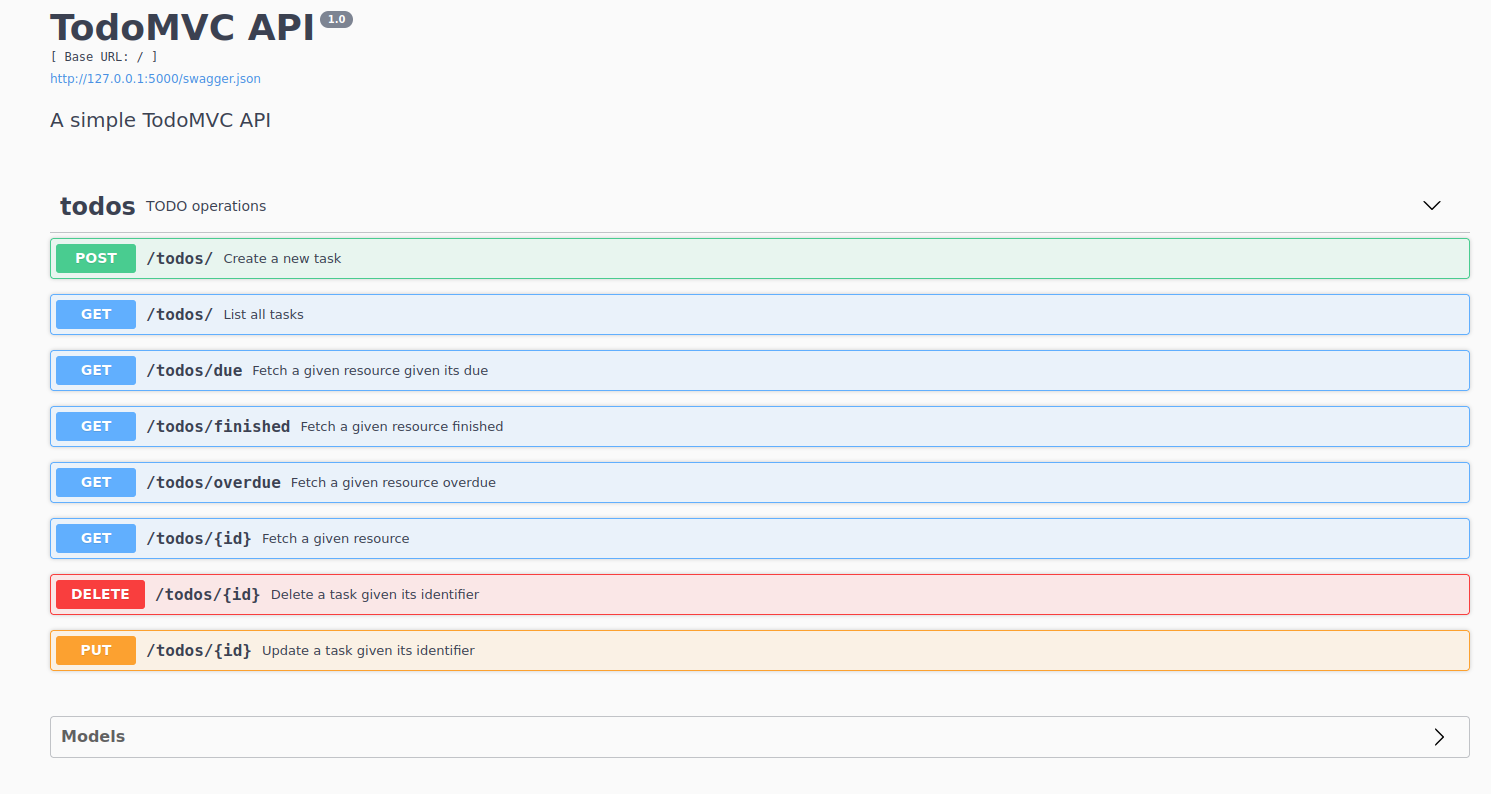 TodoMVC API 1.0
[ Base URL: / ]
http://127.0.0.1:5000/swagger.json
A simple TodoMVC API
todos TODO operations
POST /todos/ Create a new task
GET /todos/ List all tasks
GET /todos/due Fetch a given resource given its due
GET /todos/finished Fetch a given resource finished
GET /todos/overdue Fetch a given resource overdue
GET /todos/{id} Fetch a given resource
DELETE /todos/{id} Delete a task given its identifier
PUT /todos/{id} Update a task given its identifier
Models